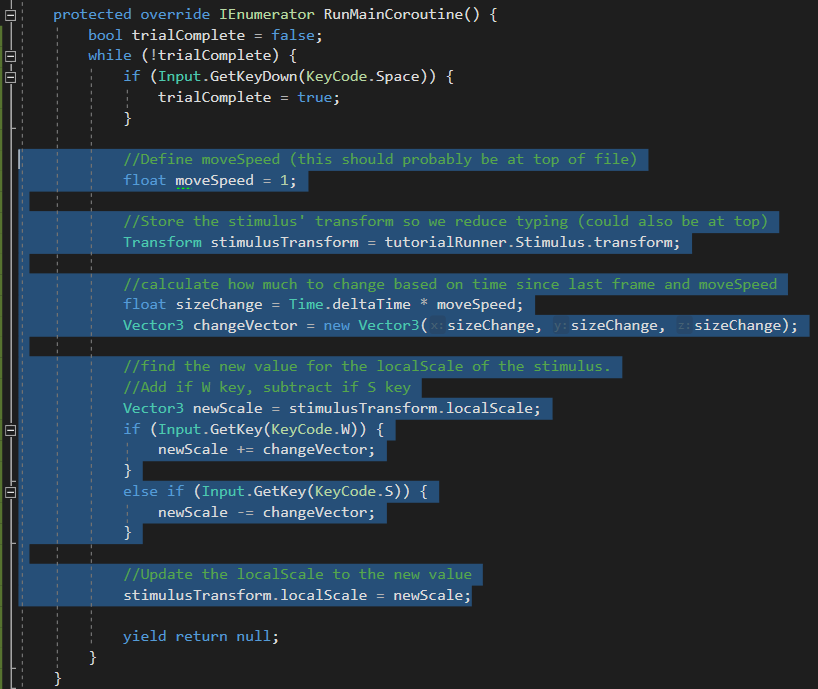 protected override IEnumerator RunMainCoroutine() {
bool trialComplete = false;
while (!trialComplete) {
if (Input.GetKeyDown(KeyCode.Space)) {
trialComplete = true;
}
//Define moveSpeed (this should probably be at top of file)
float moveSpeed = 1;
//Store the stimulus' transform so we reduce typing (could also be at top)
Transform stimulusTransform = tutorialRunner.Stimulus.transform;
//calculate how much to change based on time since last frame and moveSpeed
float sizeChange = Time.deltaTime * moveSpeed;
Vector3 changeVector = new Vector3(x: sizeChange, y: sizeChange, z: sizeChange);
//find the new value for the localScale of the stimulus.
//Add if W key, subtract if S key
Vector3 newScale = stimulusTransform.localScale;
if (Input.GetKey(KeyCode.W)) {
newScale += changeVector;
}
else if (Input.GetKey(KeyCode.S)) {
newScale -= changeVector;
}
//Update the localScale to the new value
stimulusTransform.localScale = newScale;
yield return null;
}
}